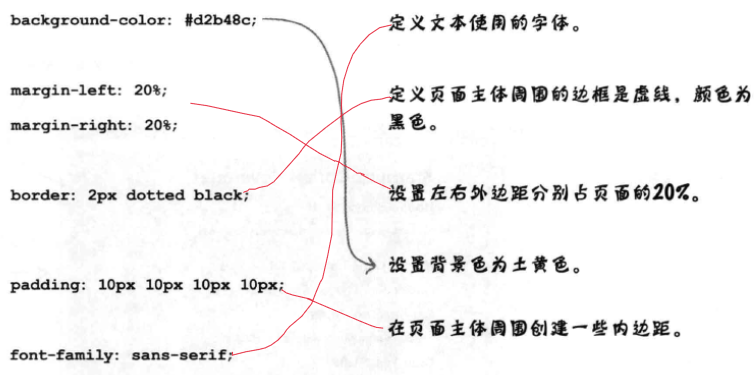 background-color: #d2b48c;
定义文本使用的字体。
margin-left: 20%;
定义页面主体周围的边框是虚线，颜色为
黑色。
margin-right: 20%;
border: 2px dotted black;
设置左右外边距分别占页面的20%。
设置背景色为土黄色。
padding: 10px 10px 10px 10px;
在页面主体周围创建一些内边距。
font-family: sans-serif;